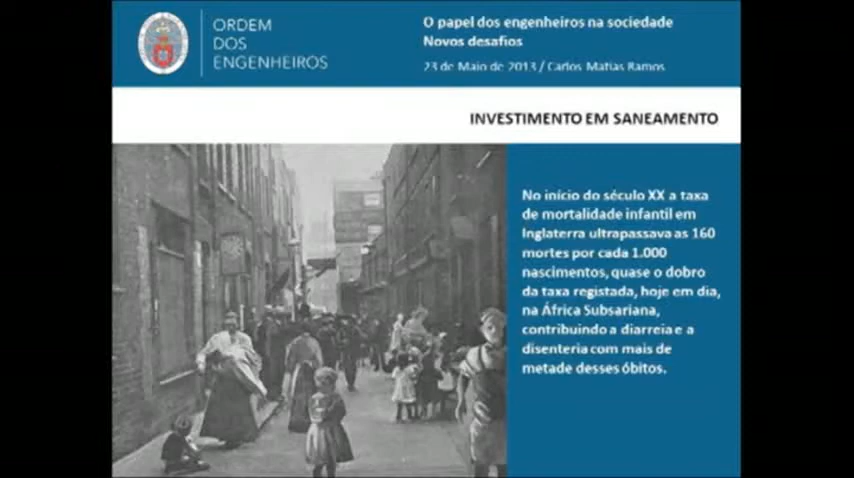 ORDEM
DOS
ENGENHEIROS
O papel dos engenheiros na sociedade
Novos desafios
23 de Maio de 2013 / Carlos Matias Ramos
INVESTIMENTO EM SANEAMENTO
No início do século XX a taxa
de mortalidade infantil em
Inglaterra ultrapassava as 160
mortes por cada 1.000
nascimentos, quase o dobro
da taxa registada, hoje em dia,
na África Subsariana,
contribuindo a diarreia e a
disenteria com mais de
metade desses óbitos.